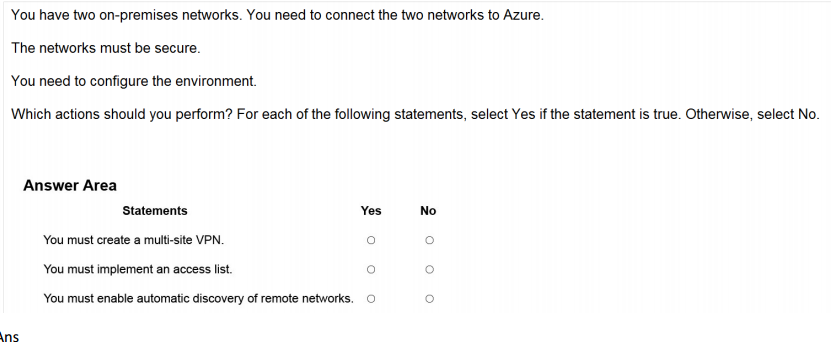 You have two on-premises networks. You need to connect the two networks to Azure.
The networks must be secure.
You need to configure the environment.
Which actions should you perform? For each of the following statements, select Yes if the statement is true. Otherwise, select No.
Answer Area
Statements Yes No
You must create a multi-site VPN.
You must implement an access list.
You must enable automatic discovery of remote networks.
Ans